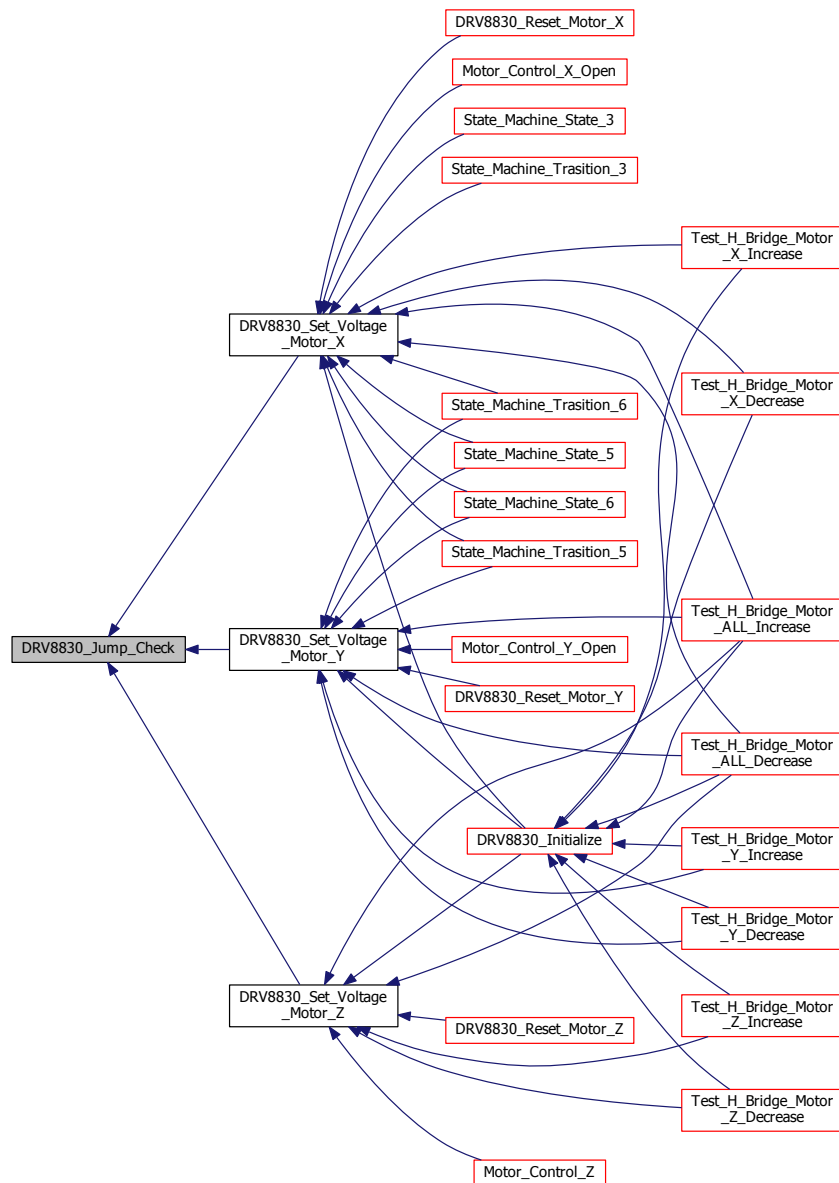 DRV8830_Reset_Motor_X
Motor_Control_X_Open
State_Machine_State_3
State_Machine_Trasition_3
Test_H_Bridge_Motor
_X_Increase
DRV8830_Set_Voltage
_Motor_X
Test_H_Bridge_Motor
_X_Decrease
State_Machine_Trasition_6
State_Machine_State_5
State_Machine_State_6
State_Machine_Trasition_5
Test_H_Bridge_Motor
_ALL_Increase
DRV8830_Jump_Check
DRV8830_Set_Voltage
_Motor_Y
Motor_Control_Y_Open
DRV8830_Reset_Motor_Y
Test_H_Bridge_Motor
_ALL_Decrease
DRV8830_Initialize
Test_H_Bridge_Motor
_Y_Increase
Test_H_Bridge_Motor
_Y_Decrease
DRV8830_Set_Voltage
_Motor_Z
Test_H_Bridge_Motor
_Z_Increase
DRV8830_Reset_Motor_Z
Test_H_Bridge_Motor
_Z_Decrease
Motor_Control_Z